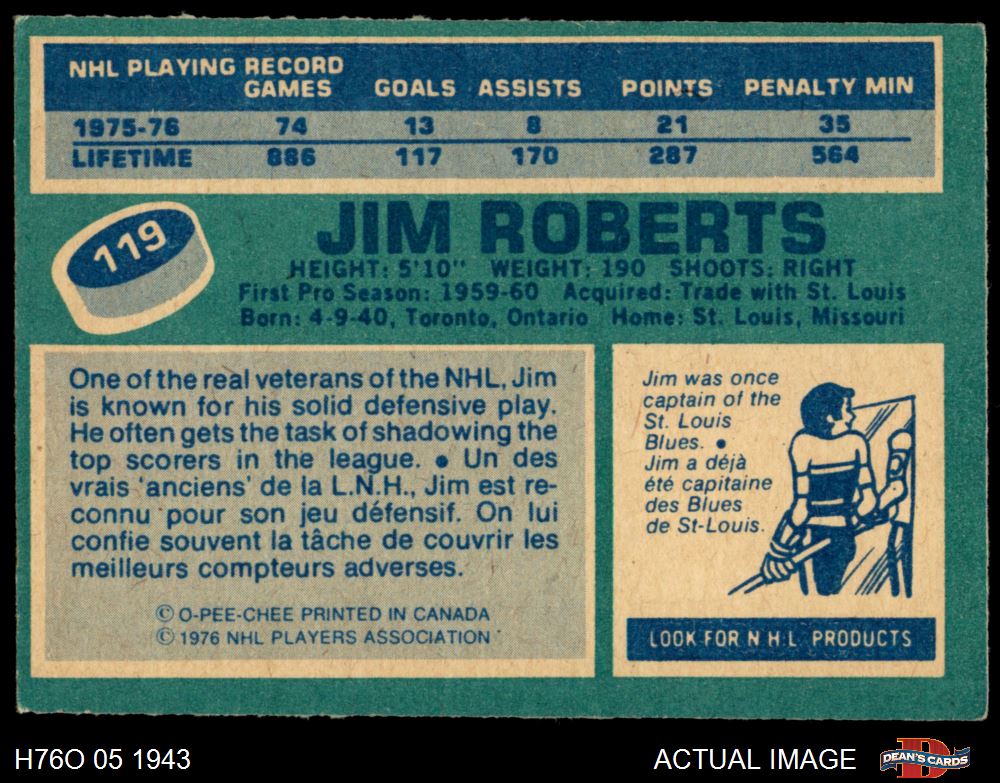 NHL PLAYING RECORD
GAMES GOALS ASSISTS POINTS PENALTY MIN
1975-76 74 13 8 21 35
LIFETIME 886 117 170 287 564
119
JIM ROBERTS
HEIGHT: 5'10" WEIGHT: 190 SHOOTS: RIGHT
First Pro Season: 1959-60 Acquired: Trade with St. Louis
Born: 4-9-40, Toronto, Ontario Home: St. Louis, Missouri
One of the real veterans of the NHL, Jim
is known for his solid defensive play.
He often gets the task of shadowing the
top scorers in the league. • Un des
vrais 'anciens' de la L.N.H., Jim est re-
connu pour son jeu défensif. On lui
confie souvent la tâche de couvrir les
meilleurs compteurs adverses.
© O-PEE-CHEE PRINTED IN CANADA
© 1976 NHL PLAYERS ASSOCIATION
Jim was once
captain of the
St. Louis
Blues. •
Jim a déjà
été capitaine
des Blues
de St-Louis.
LOOK FOR N H L PRODUCTS
H76O 05 1943
ACTUAL IMAGE
DEAN'S CARDS